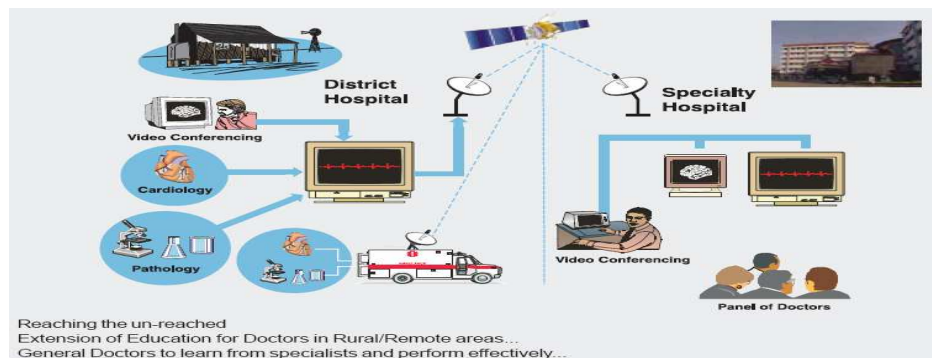 District
Hospital
Specialty
Hospital
Video Conferencing
Cardiology
Pathology
Video Conferencing
Panel of Doctors
Reaching the un-reached
Extension of Education for Doctors in Rural/Remote areas...
General Doctors to learn from specialists and perform effectively...